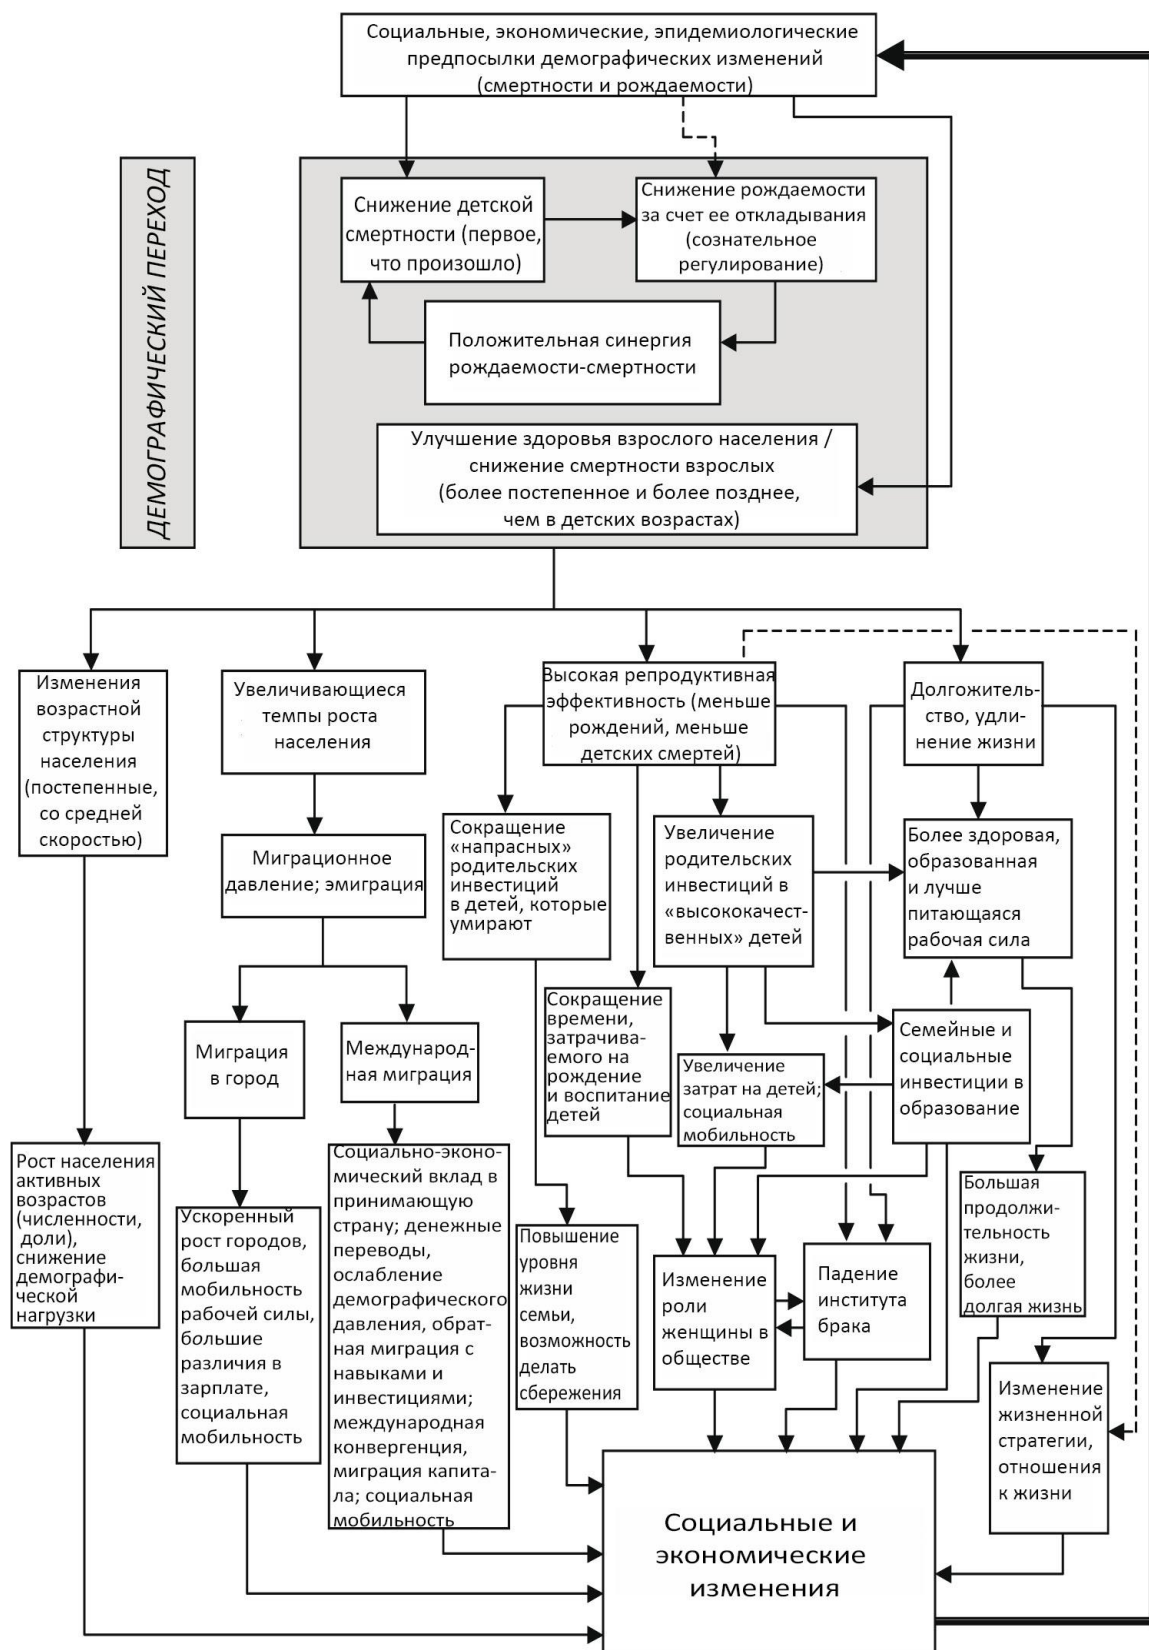 Социальные, экономические, эпидемиологические
предпосылки демографических изменений
(смертности и рождаемости)
ДЕМОГРАФИЧЕСКИЙ ПЕРЕХОД
Снижение детской
смертности (первое,
что произошло)
Снижение рождаемости
за счет ее откладывания
(сознательное
регулирование)
Положительная синергия
рождаемости-смертности
Улучшение здоровья взрослого населения /
снижение смертности взрослых
(более постепенное и более позднее,
чем в детских возрастах)
Изменения
возрастной
структуры
населения
(постепенные,
со средней
скоростью)
Увеличивающиеся
темпы роста
населения
Высокая репродуктивная
эффективность (меньше
рождений, меньше
детских смертей)
Долгожитель-
ство, удли-
нение жизни
Миграционное
давление; эмиграция
Сокращение
«напрасных»
родительских
инвестиций
в детей, которые
умирают
Увеличение
родительских
инвестиций в
«высококачест-
венных» детей
Более здоровая,
образованная
и лучше
питающаяся
рабочая сила
Миграция
в город
Международ-
ная миграция
Сокращение
времени,
затрачива-
емого на
рождение
и воспитание
детей
Увеличение
затрат на детей;
социальная
мобильность
Семейные и
социальные
инвестиции в
образование
Рост населения
активных
возрастов
(численности,
доли),
снижение
демографи-
ческой
нагрузки
Ускоренный
рост городов,
большая
мобильность
рабочей силы,
большие
различия в
зарплате,
социальная
мобильность
Социально-эконо-
мический вклад в
принимающую
страну; денежные
переводы,
ослабление
демографического
давления, обрат-
ная миграция с
навыками и
инвестициями;
международная
конвергенция,
миграция капита-
ла; социальная
мобильность
Повышение
уровня
жизни
семьи,
возможность
делать
сбережения
Изменение
роли
женщины в
обществе
Падение
института
брака
Большая
продолжи-
тельность
жизни,
более
долгая жизнь
Изменение
жизненной
стратегии,
отношения
к жизни
Социальные и
экономические
изменения